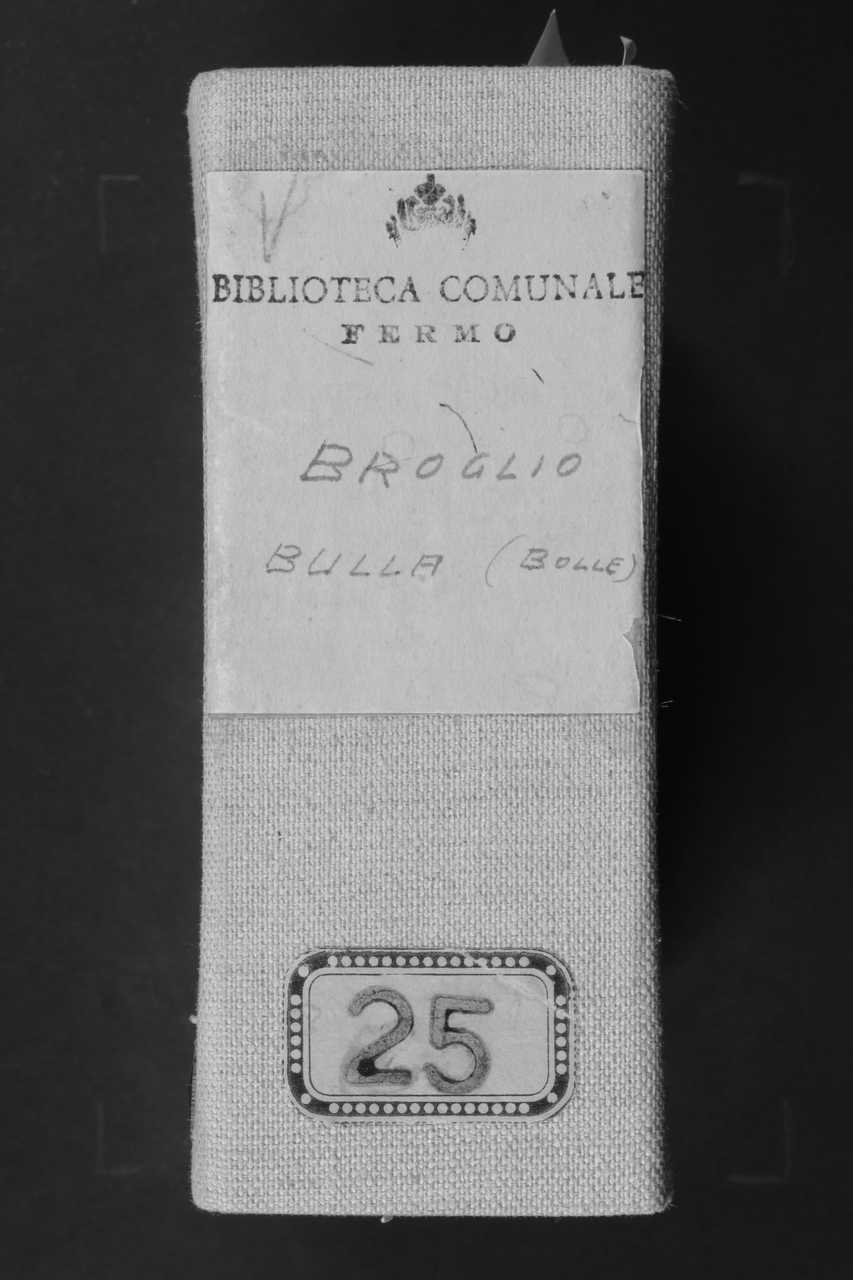 BIBLIOTECA COMUNALE
FERMO
BROGLIO
BULLA (BOLLE)
25